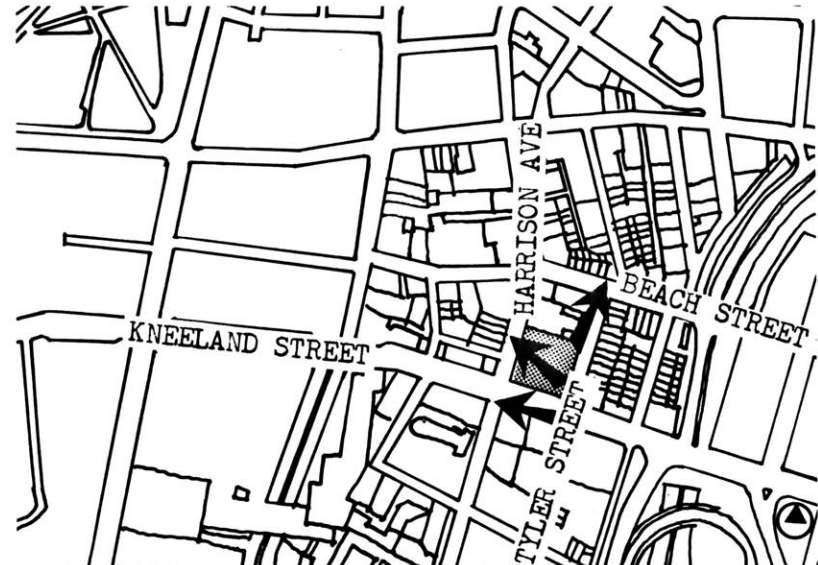 HARRISON AVE
BEACH STREET
KNEELAND STREET
TYLER STREET